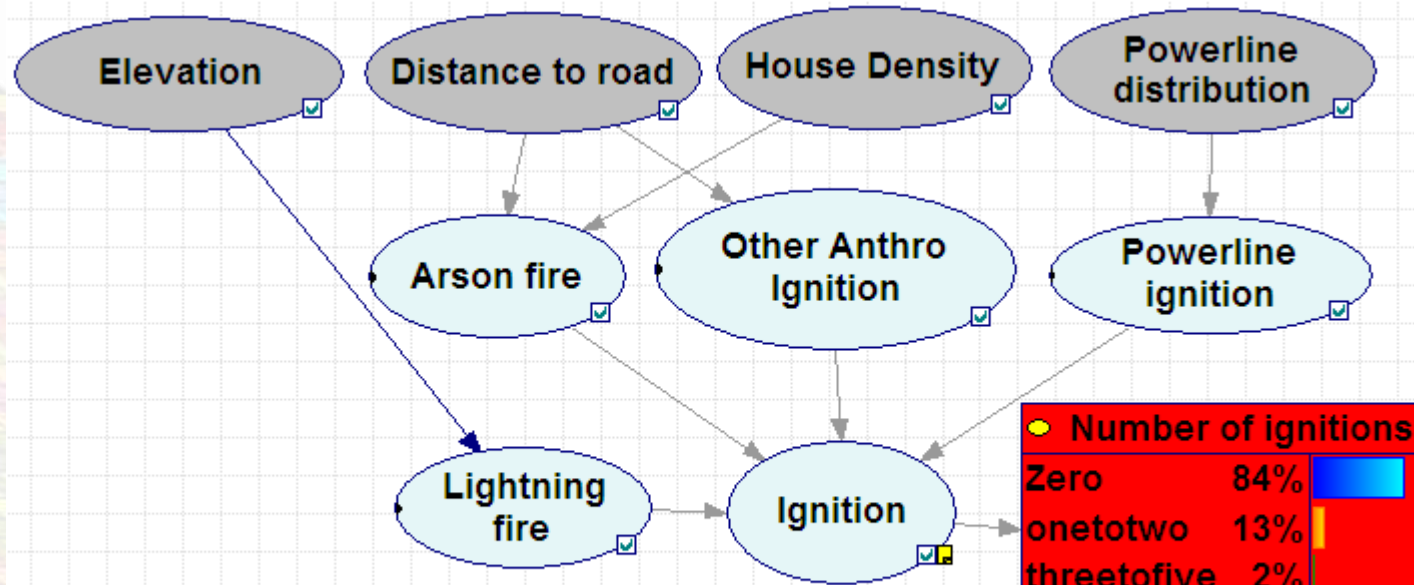 Elevation
Distance to road
House Density
Powerline
distribution
Arson fire
Other Anthro
Ignition
Powerline
ignition
Lightning
fire
Ignition
Number of ignitions
Zero 84%
onetotwo 13%
threetofive 2%